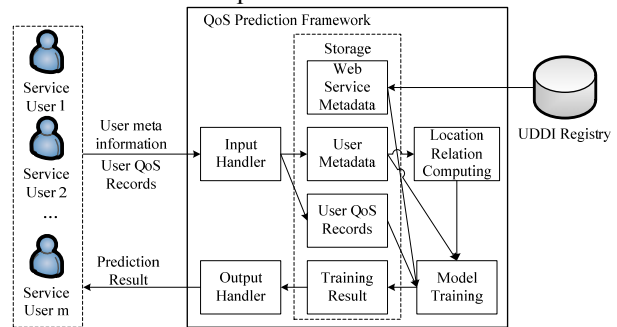 QoS Prediction Framework
Storage
Service
User 1
Service
User 2
...
Service
User m
User meta
information
User QoS
Records
Prediction
Result
Input
Handler
Output
Handler
Web
Service
Metadata
User
Metadata
User QoS
Records
Training
Result
Location
Relation
Computing
Model
Training
UDDI Registry